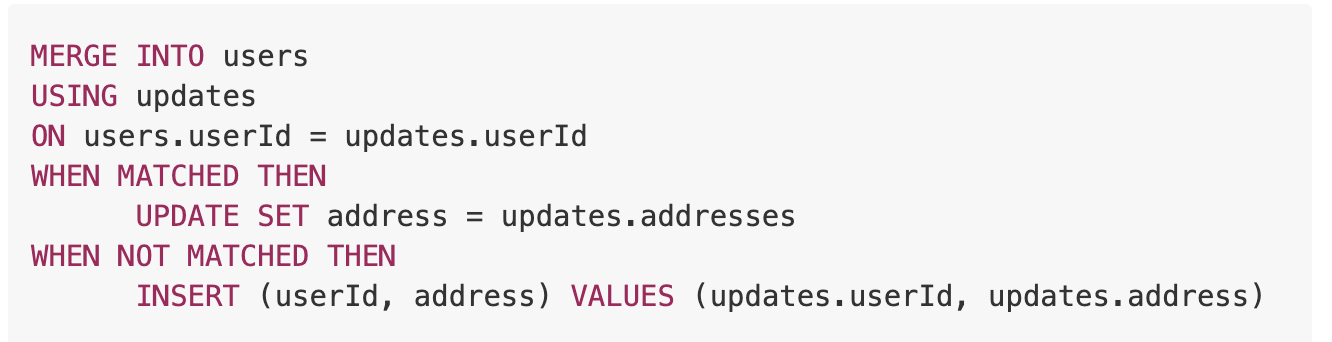 MERGE INTO users
USING updates
ON users.userId = updates.userId
WHEN MATCHED THEN
UPDATE SET address = updates.addresses
WHEN NOT MATCHED THEN
INSERT (userId, address) VALUES (updates.userId, updates.address)